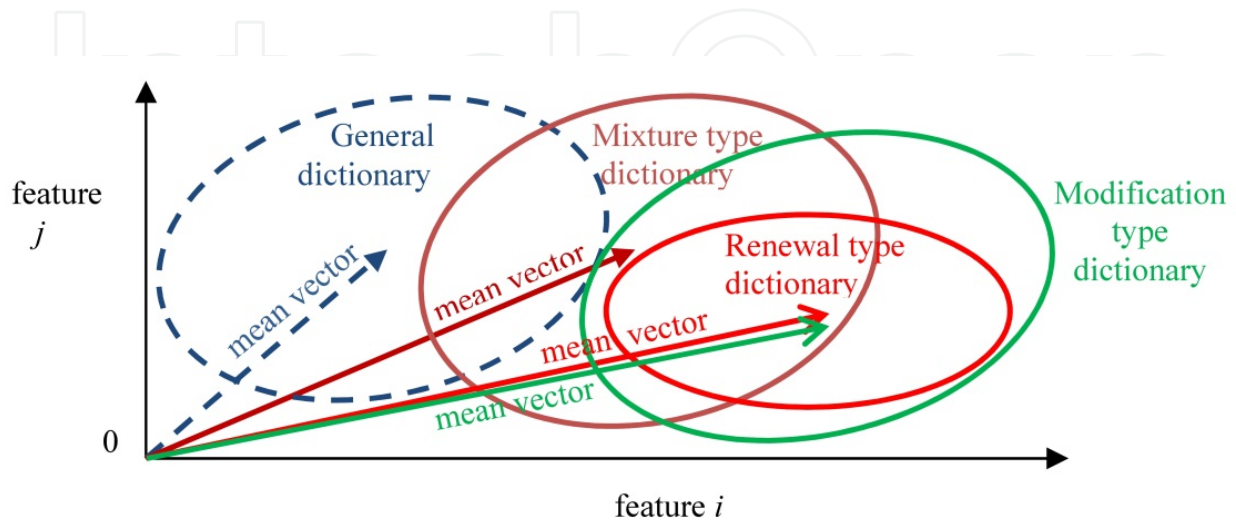 General
dictionary
Mixture type
dictionary
feature
j
Modification
type
dictionary
Renewal type
dictionary
mean vector
mean vector
mean vector
mean vector
0
feature i